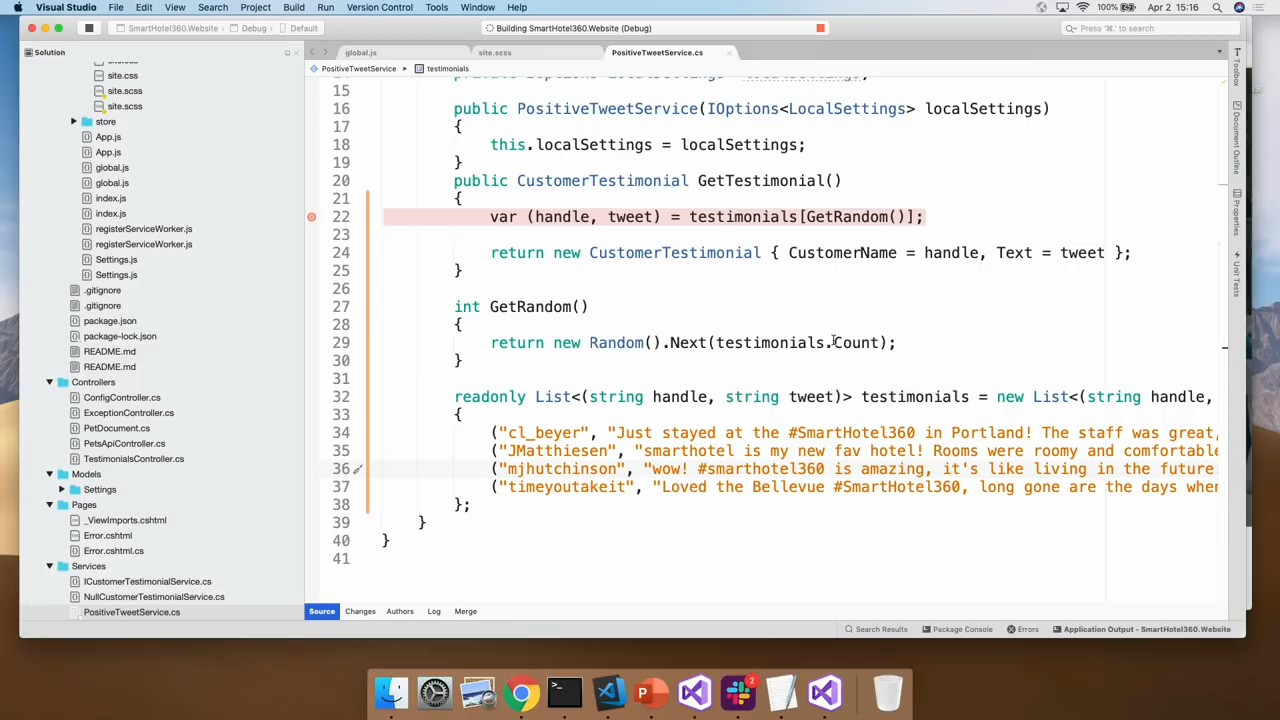 Visual Studio File Edit View Search Project Build Run Version Control Tools Window Help 100% Apr 2 15:16
SmartHotel360.Website Debug Default Building SmartHotel360.Website (Debug) Press '⌘.' to search
Solution
global.js site.scss PositiveTweetService.cs
PositiveTweetService testimonials
site.css
site.scss
site.scss
store
App.js
App.js
global.js
global.js
index.js
index.js
registerServiceWorker.js
registerServiceWorker.js
Settings.js
Settings.js
.gitignore
.gitignore
package.json
package-lock.json
README.md
README.md
Controllers
ConfigController.cs
ExceptionController.cs
PetDocument.cs
PetsApiController.cs
TestimonialsController.cs
Models
Settings
Pages
_ViewImports.cshtml
Error.cshtml
Error.cshtml.cs
Services
ICustomerTestimonialService.cs
NullCustomerTestimonialService.cs
PositiveTweetService.cs
15
16 public PositiveTweetService(IOptions<LocalSettings> localSettings)
17 {
18 this.localSettings = localSettings;
19 }
20 public CustomerTestimonial GetTestimonial()
21 {
22 var (handle, tweet) = testimonials[GetRandom()];
23
24 return new CustomerTestimonial { CustomerName = handle, Text = tweet };
25 }
26
27 int GetRandom()
28 {
29 return new Random().Next(testimonials.Count);
30 }
31
32 readonly List<(string handle, string tweet)> testimonials = new List<(string handle,
33 {
34 ("cl_beyer", "Just stayed at the #SmartHotel360 in Portland! The staff was great,
35 ("JMatthiesen", "smarthotel is my new fav hotel! Rooms were roomy and comfortable
36 ("mjhutchinson", "wow! #smarthotel360 is amazing, it's like living in the future
37 ("timeyoutakeit", "Loved the Bellevue #SmartHotel360, long gone are the days when
38 };
39 }
40 }
41
Toolbox
Document Outline
Properties
Unit Tests
Source Changes Authors Log Merge
Search Results Package Console Errors Application Output - SmartHotel360.Website
2